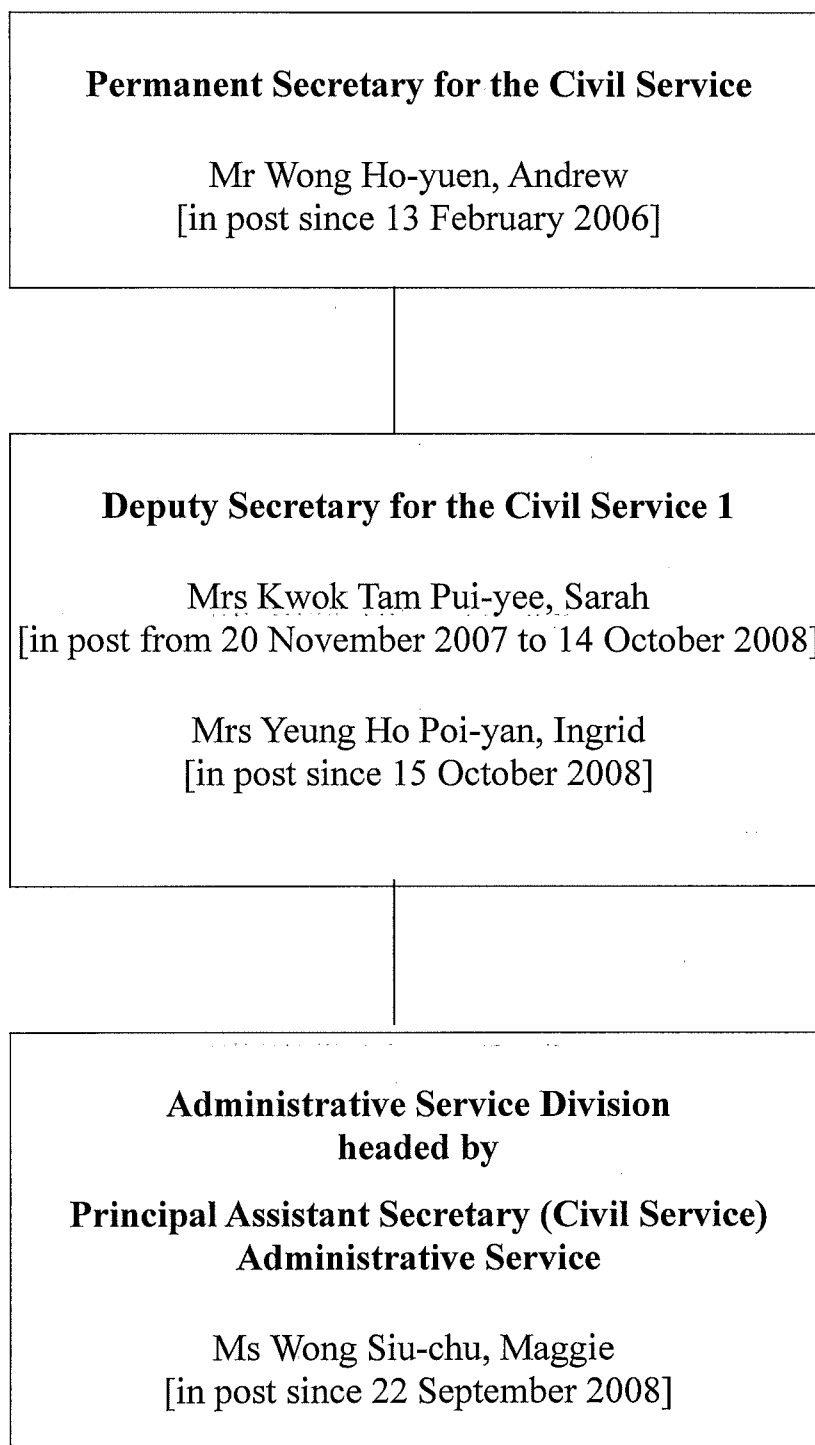 Permanent Secretary for the Civil Service
Mr Wong Ho-yuen, Andrew
[in post since 13 February 2006]
Deputy Secretary for the Civil Service 1
Mrs Kwok Tam Pui-yee, Sarah
[in post from 20 November 2007 to 14 October 2008]
Mrs Yeung Ho Poi-yan, Ingrid
[in post since 15 October 2008]
Administrative Service Division
headed by
Principal Assistant Secretary (Civil Service)
Administrative Service
Ms Wong Siu-chu, Maggie
[in post since 22 September 2008]